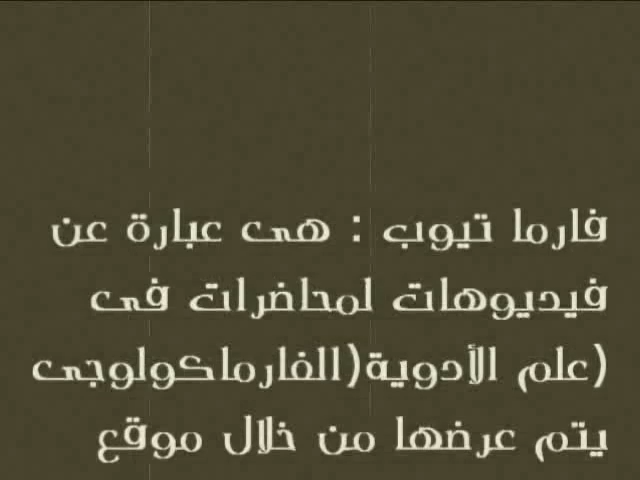 فارما تيوب : هى عبارة عن
فيديوهات لمحاضرات فى
(علم الأدوية(الفارماكولوجى
يتم عرضها من خلال موقع